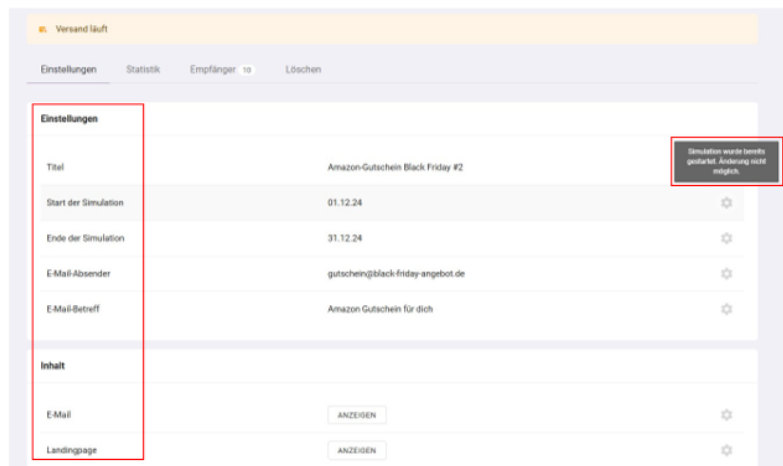 Versand läuft
Einstellungen Statistik Empfänger 10 Löschen
Einstellungen
Simulation wurde bereits
gestartet. Änderung nicht
möglich.
Titel Amazon-Gutschein Black Friday #2
Start der Simulation 01.12.24
Ende der Simulation 31.12.24
E-Mail-Absender gutschein@black-friday-angebot.de
E-Mail-Betreff Amazon Gutschein für dich
Inhalt
E-Mail ANZEIGEN
Landingpage ANZEIGEN